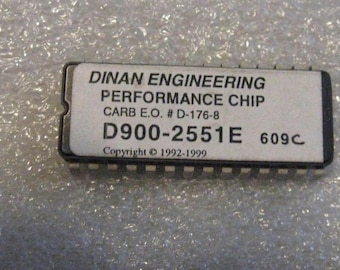 DINAN ENGINEERING
PERFORMANCE CHIP
CARB E.O. # D-176-8
D900-2551E 609C
Copyright © 1992-1999